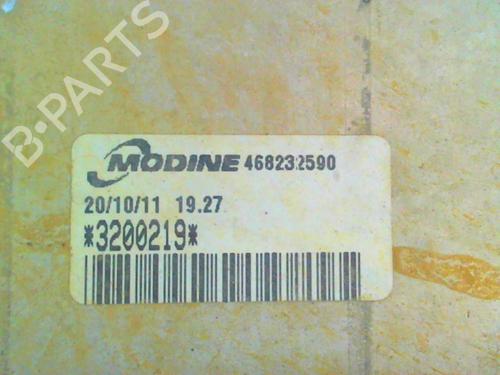 B-PARTS
MODINE 468232590
20/10/11 19.27
*3200219*